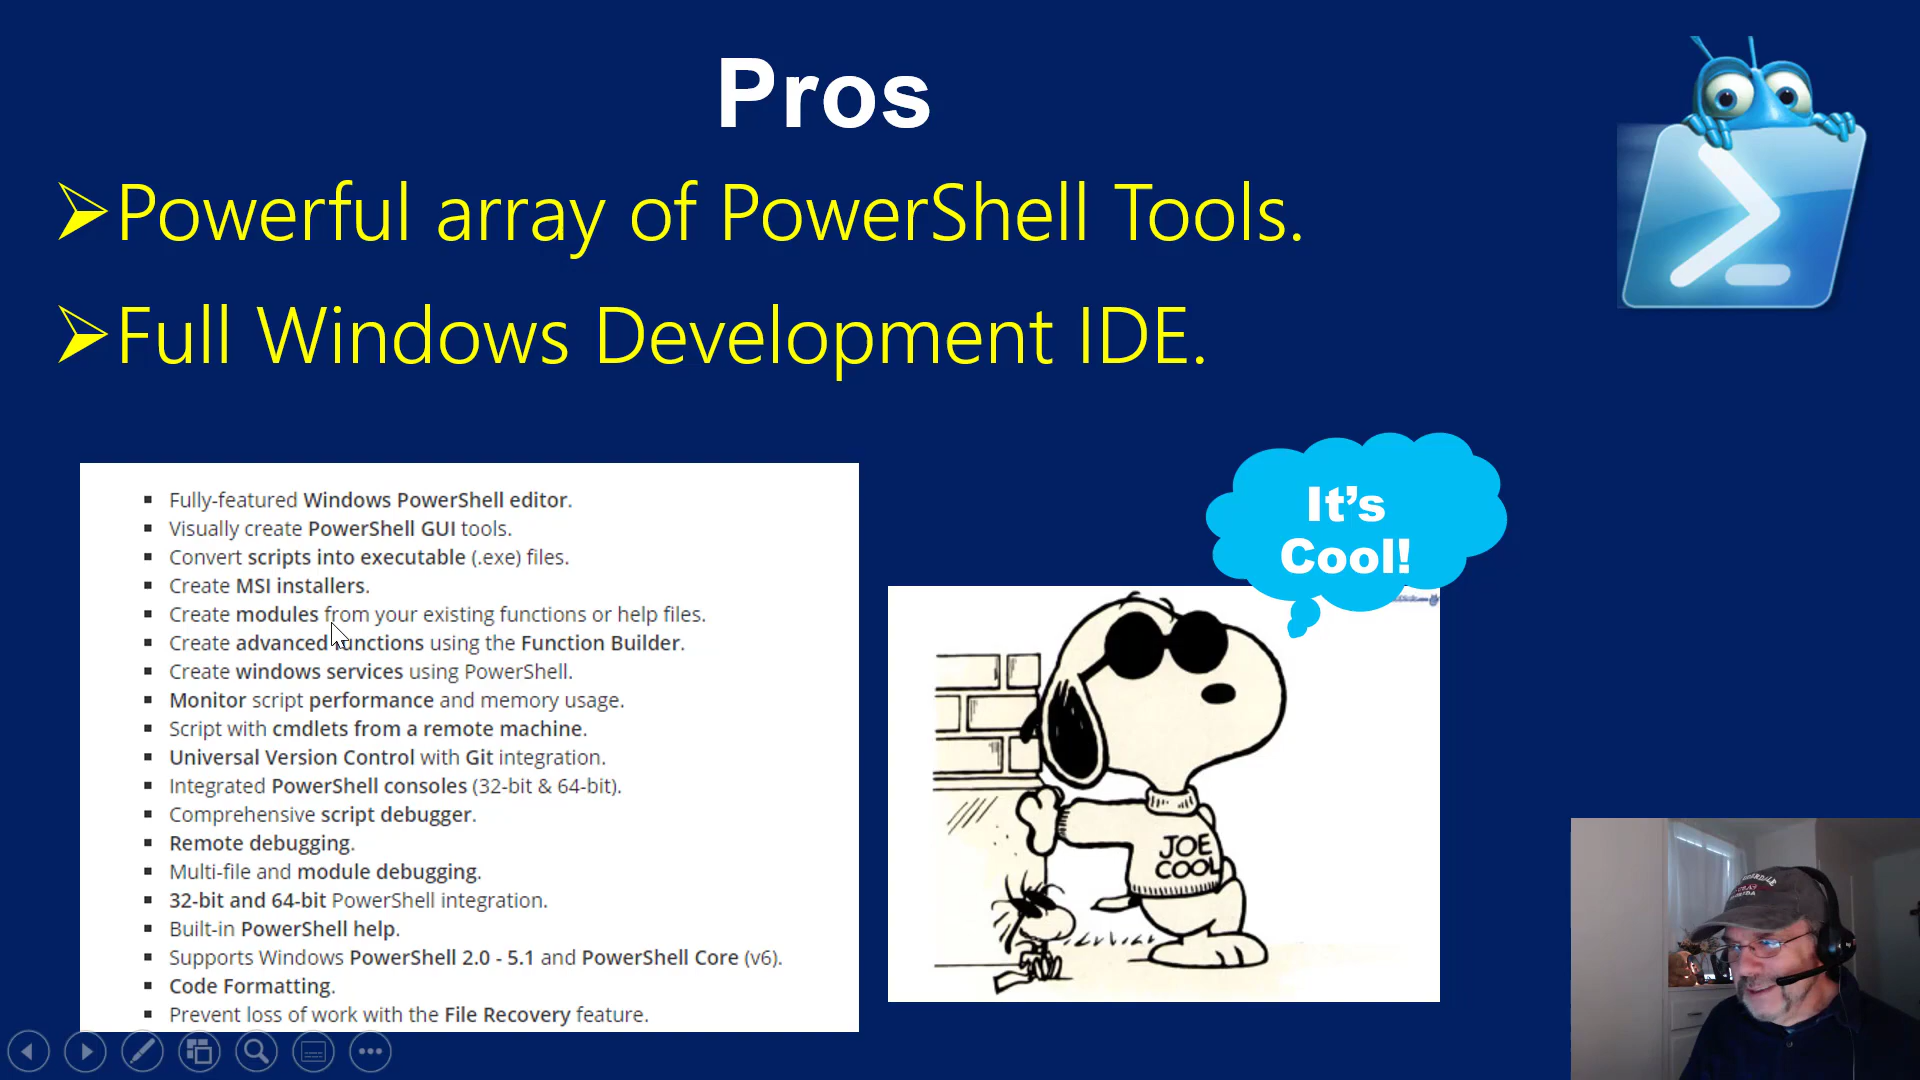 Pros
Powerful array of PowerShell Tools.
Full Windows Development IDE.
It's
Cool!
Fully-featured Windows PowerShell editor.
Visually create PowerShell GUI tools.
Convert scripts into executable (.exe) files.
Create MSI installers.
Create modules from your existing functions or help files.
Create advanced functions using the Function Builder.
Create windows services using PowerShell.
Monitor script performance and memory usage.
Script with cmdlets from a remote machine.
Universal Version Control with Git integration.
Integrated PowerShell consoles (32-bit & 64-bit).
Comprehensive script debugger.
Remote debugging.
Multi-file and module debugging.
32-bit and 64-bit PowerShell integration.
Built-in PowerShell help.
Supports Windows PowerShell 2.0 - 5.1 and PowerShell Core (v6).
Code Formatting.
Prevent loss of work with the File Recovery feature.
JOE
COOL